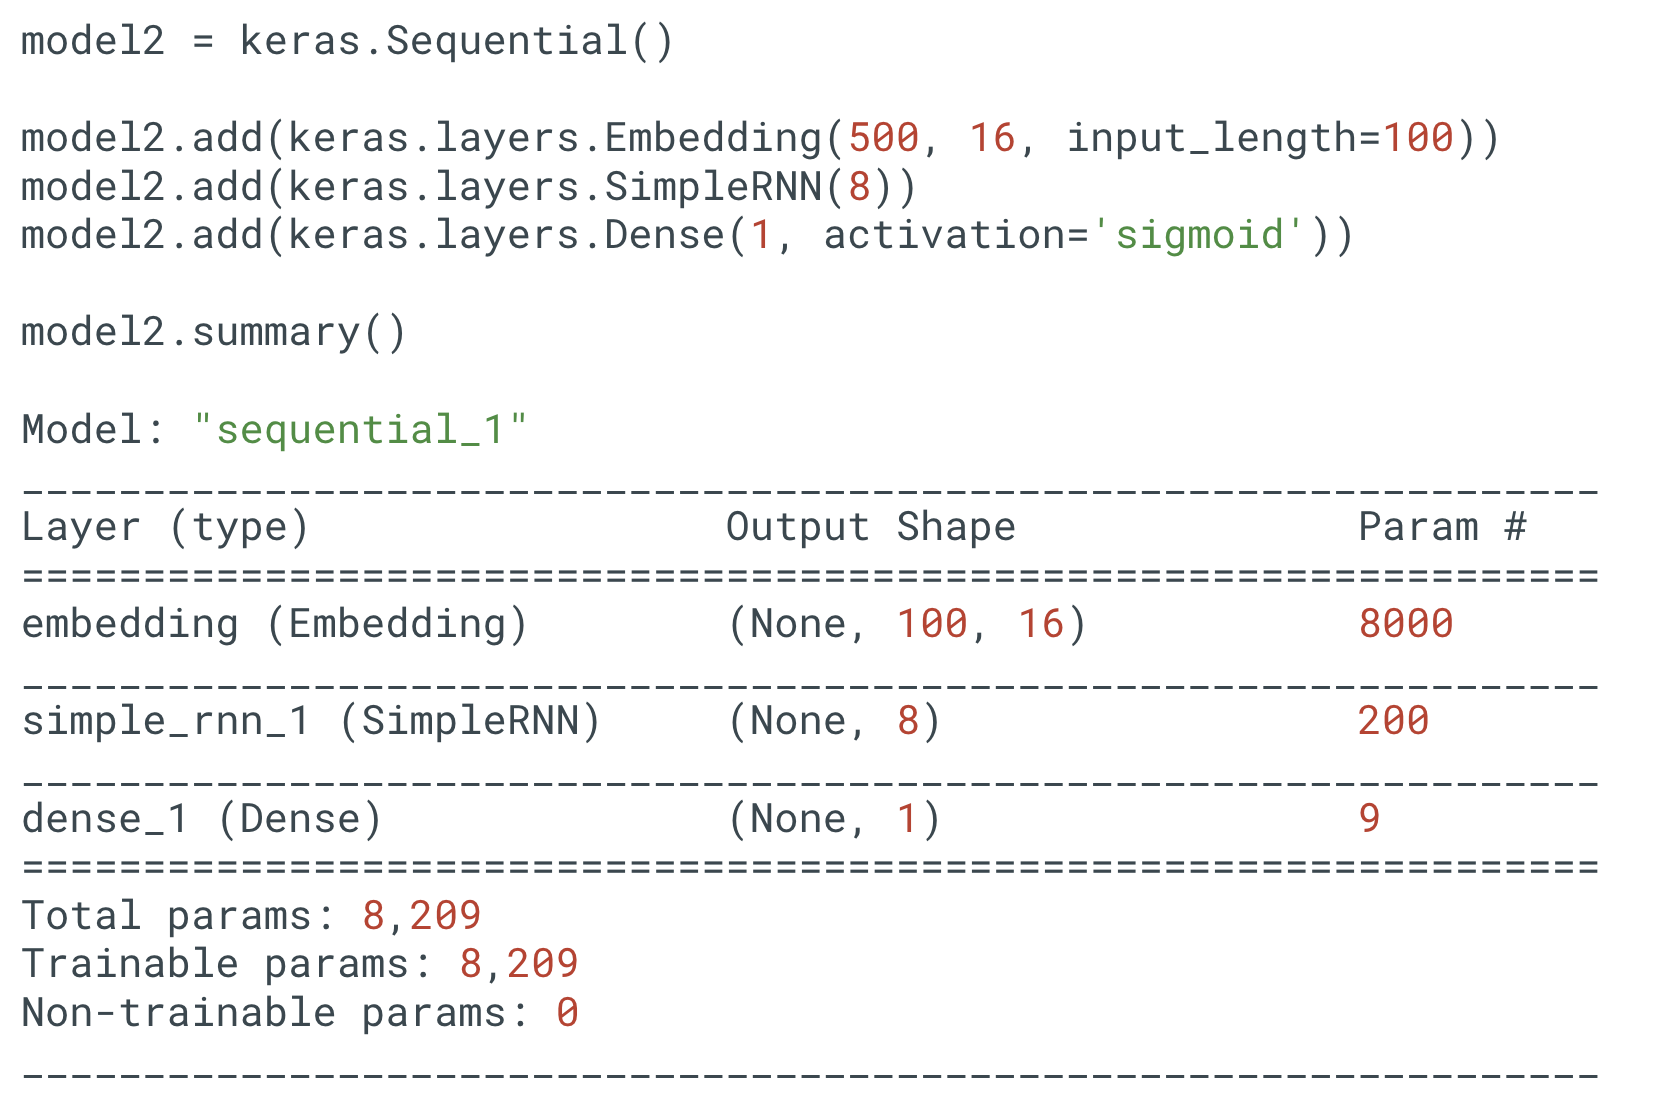 model2 = keras.Sequential()
model2.add(keras.layers.Embedding(500, 16, input_length=100))
model2.add(keras.layers.SimpleRNN(8))
model2.add(keras.layers.Dense(1, activation='sigmoid'))
model2.summary()
Model: "sequential_1"
_________________________________________________________________
Layer (type)                 Output Shape              Param #
=================================================================
embedding (Embedding)        (None, 100, 16)           8000
_________________________________________________________________
simple_rnn_1 (SimpleRNN)     (None, 8)                 200
_________________________________________________________________
dense_1 (Dense)              (None, 1)                 9
=================================================================
Total params: 8,209
Trainable params: 8,209
Non-trainable params: 0
_________________________________________________________________